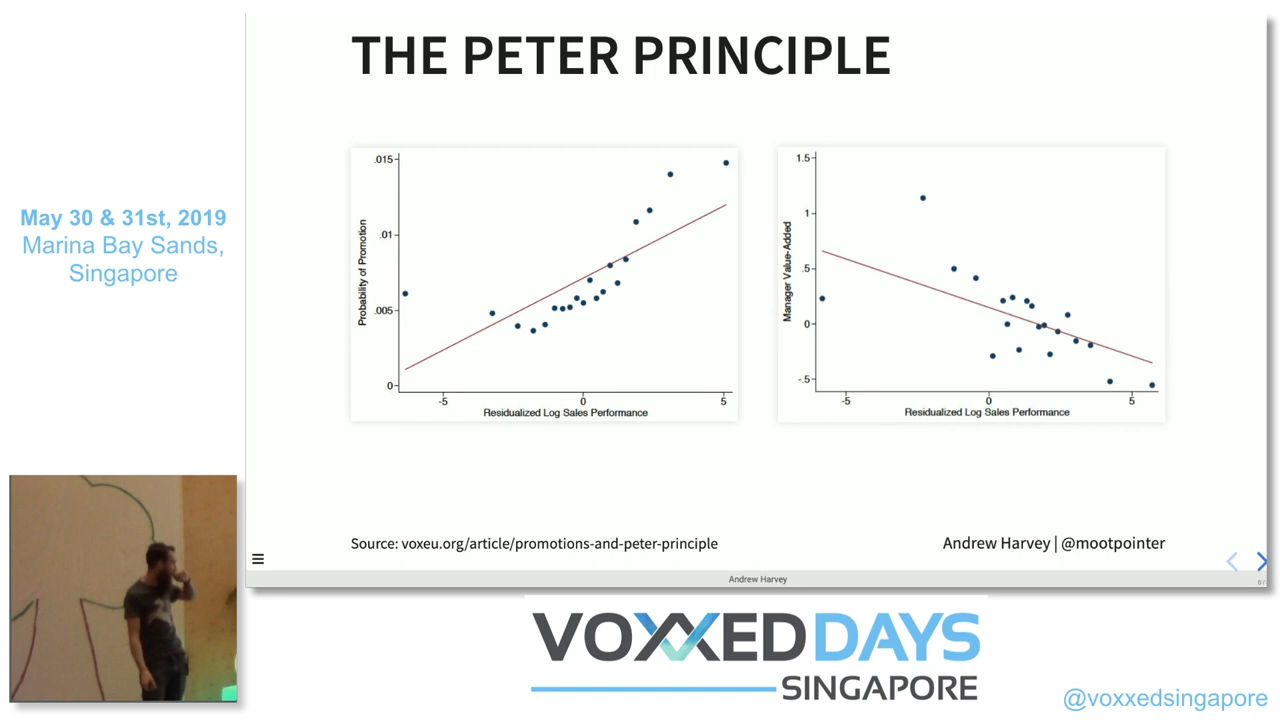 THE PETER PRINCIPLE
May 30 & 31st, 2019
Marina Bay Sands,
Singapore
.015
.01
.005
0
Probability of Promotion
-5
0
5
Residualized Log Sales Performance
1.5
1
.5
0
-.5
Manager Value-Added
-5
0
5
Residualized Log Sales Performance
Source: voxeu.org/article/promotions-and-peter-principle
Andrew Harvey | @mootpointer
Andrew Harvey
VOXXEDDAYS
SINGAPORE
@voxxedsingapore